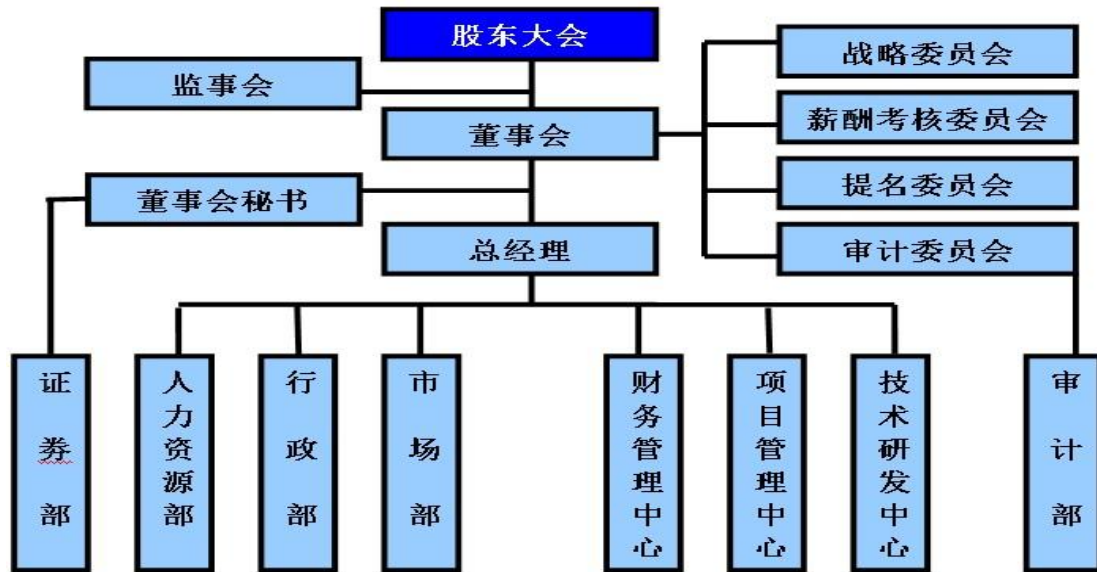 股东大会
战略委员会
监事会
薪酬考核委员会
董事会
提名委员会
董事会秘书
总经理
审计委员会
证劵部
人力资源部
行政部
市场部
财务管理中心
项目管理中心
技术研发中心
审计部